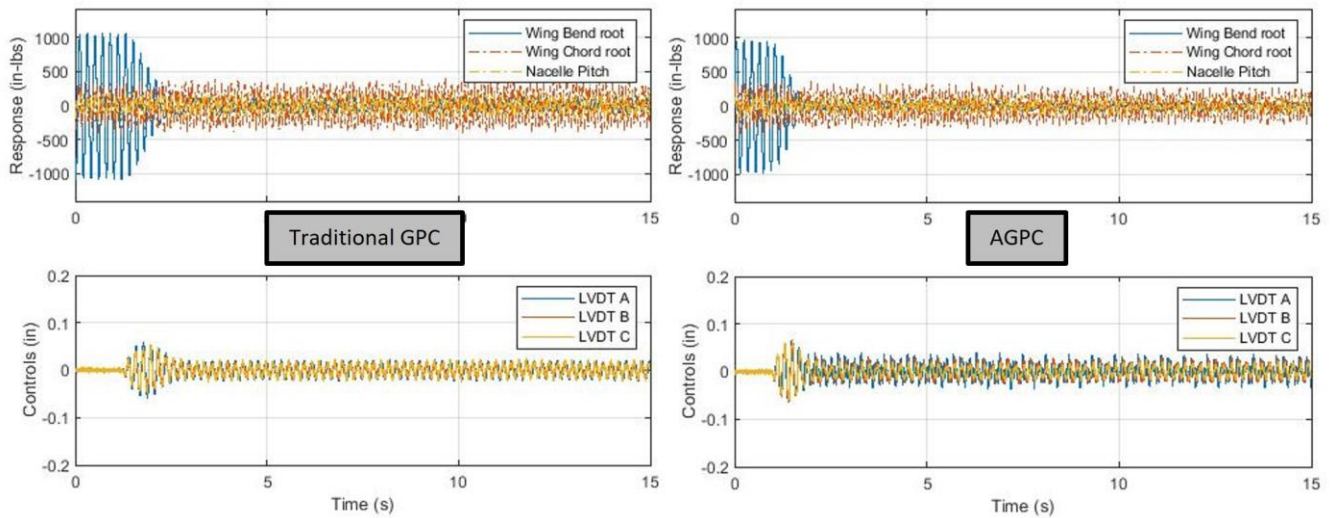 Response (in-lbs)
1000
500
0
-500
-1000
Wing Bend root
Wing Chord root
Nacelle Pitch
0
15
Traditional GPC
Controls (in)
0.2
0.1
0
-0.1
-0.2
LVDT A
LVDT B
LVDT C
0 5 10 15
Time (s)
Response (in-lbs)
1000
500
0
-500
-1000
Wing Bend root
Wing Chord root
Nacelle Pitch
0 5 10 15
AGPC
Controls (in)
0.2
0.1
0
-0.1
-0.2
LVDT A
LVDT B
LVDT C
0 5 10 15
Time (s)